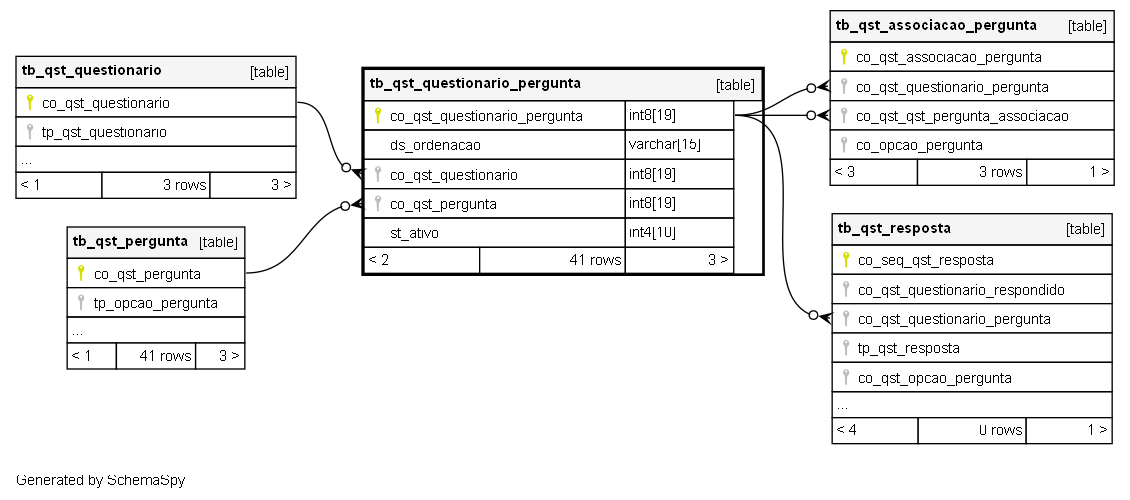 tb_qst_questionario [table]
co_qst_questionario
tp_qst_questionario
...
< 1 3 rows 3 >
tb_qst_pergunta [table]
co_qst_pergunta
tp_opcao_pergunta
...
< 1 41 rows 3 >
tb_qst_questionario_pergunta [table]
co_qst_questionario_pergunta int8[19]
ds_ordenacao varchar[15]
co_qst_questionario int8[19]
co_qst_pergunta int8[19]
st_ativo int4[10]
< 2 41 rows 3 >
tb_qst_associacao_pergunta [table]
co_qst_associacao_pergunta
co_qst_questionario_pergunta
co_qst_qst_pergunta_associacao
co_opcao_pergunta
< 3 3 rows 1 >
tb_qst_resposta [table]
co_seq_qst_resposta
co_qst_questionario_respondido
co_qst_questionario_pergunta
tp_qst_resposta
co_qst_opcao_pergunta
...
< 4 0 rows 1 >
Generated by SchemaSpy